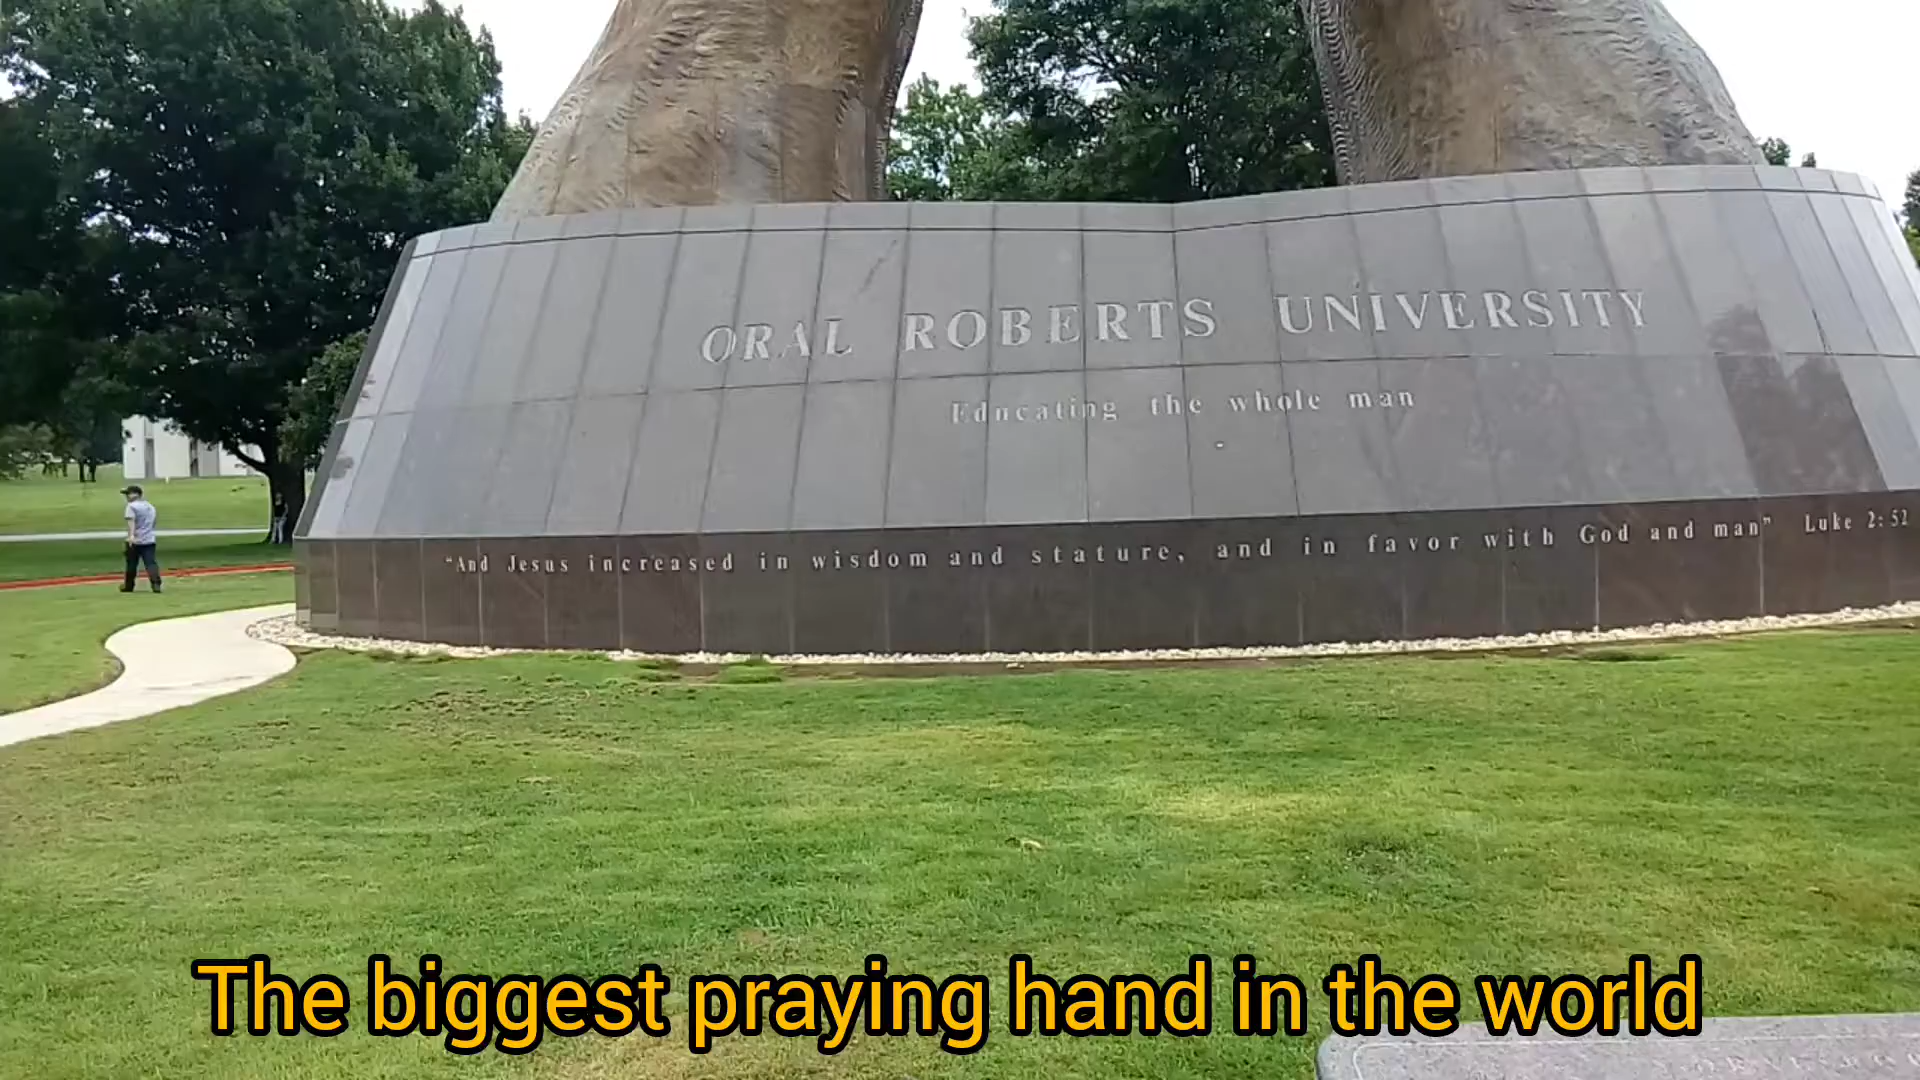 ORAL ROBERTS UNIVERSITY
Educating the whole man
"And Jesus increased in wisdom and stature, and in favor with God and man" Luke 2:52
The biggest praying hand in the world